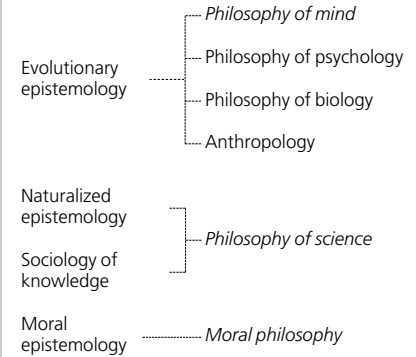 Philosophy of mind
Evolutionary
epistemology
Philosophy of psychology
Philosophy of biology
Anthropology
Naturalized
epistemology
Philosophy of science
Sociology of
knowledge
Moral
epistemology
Moral philosophy